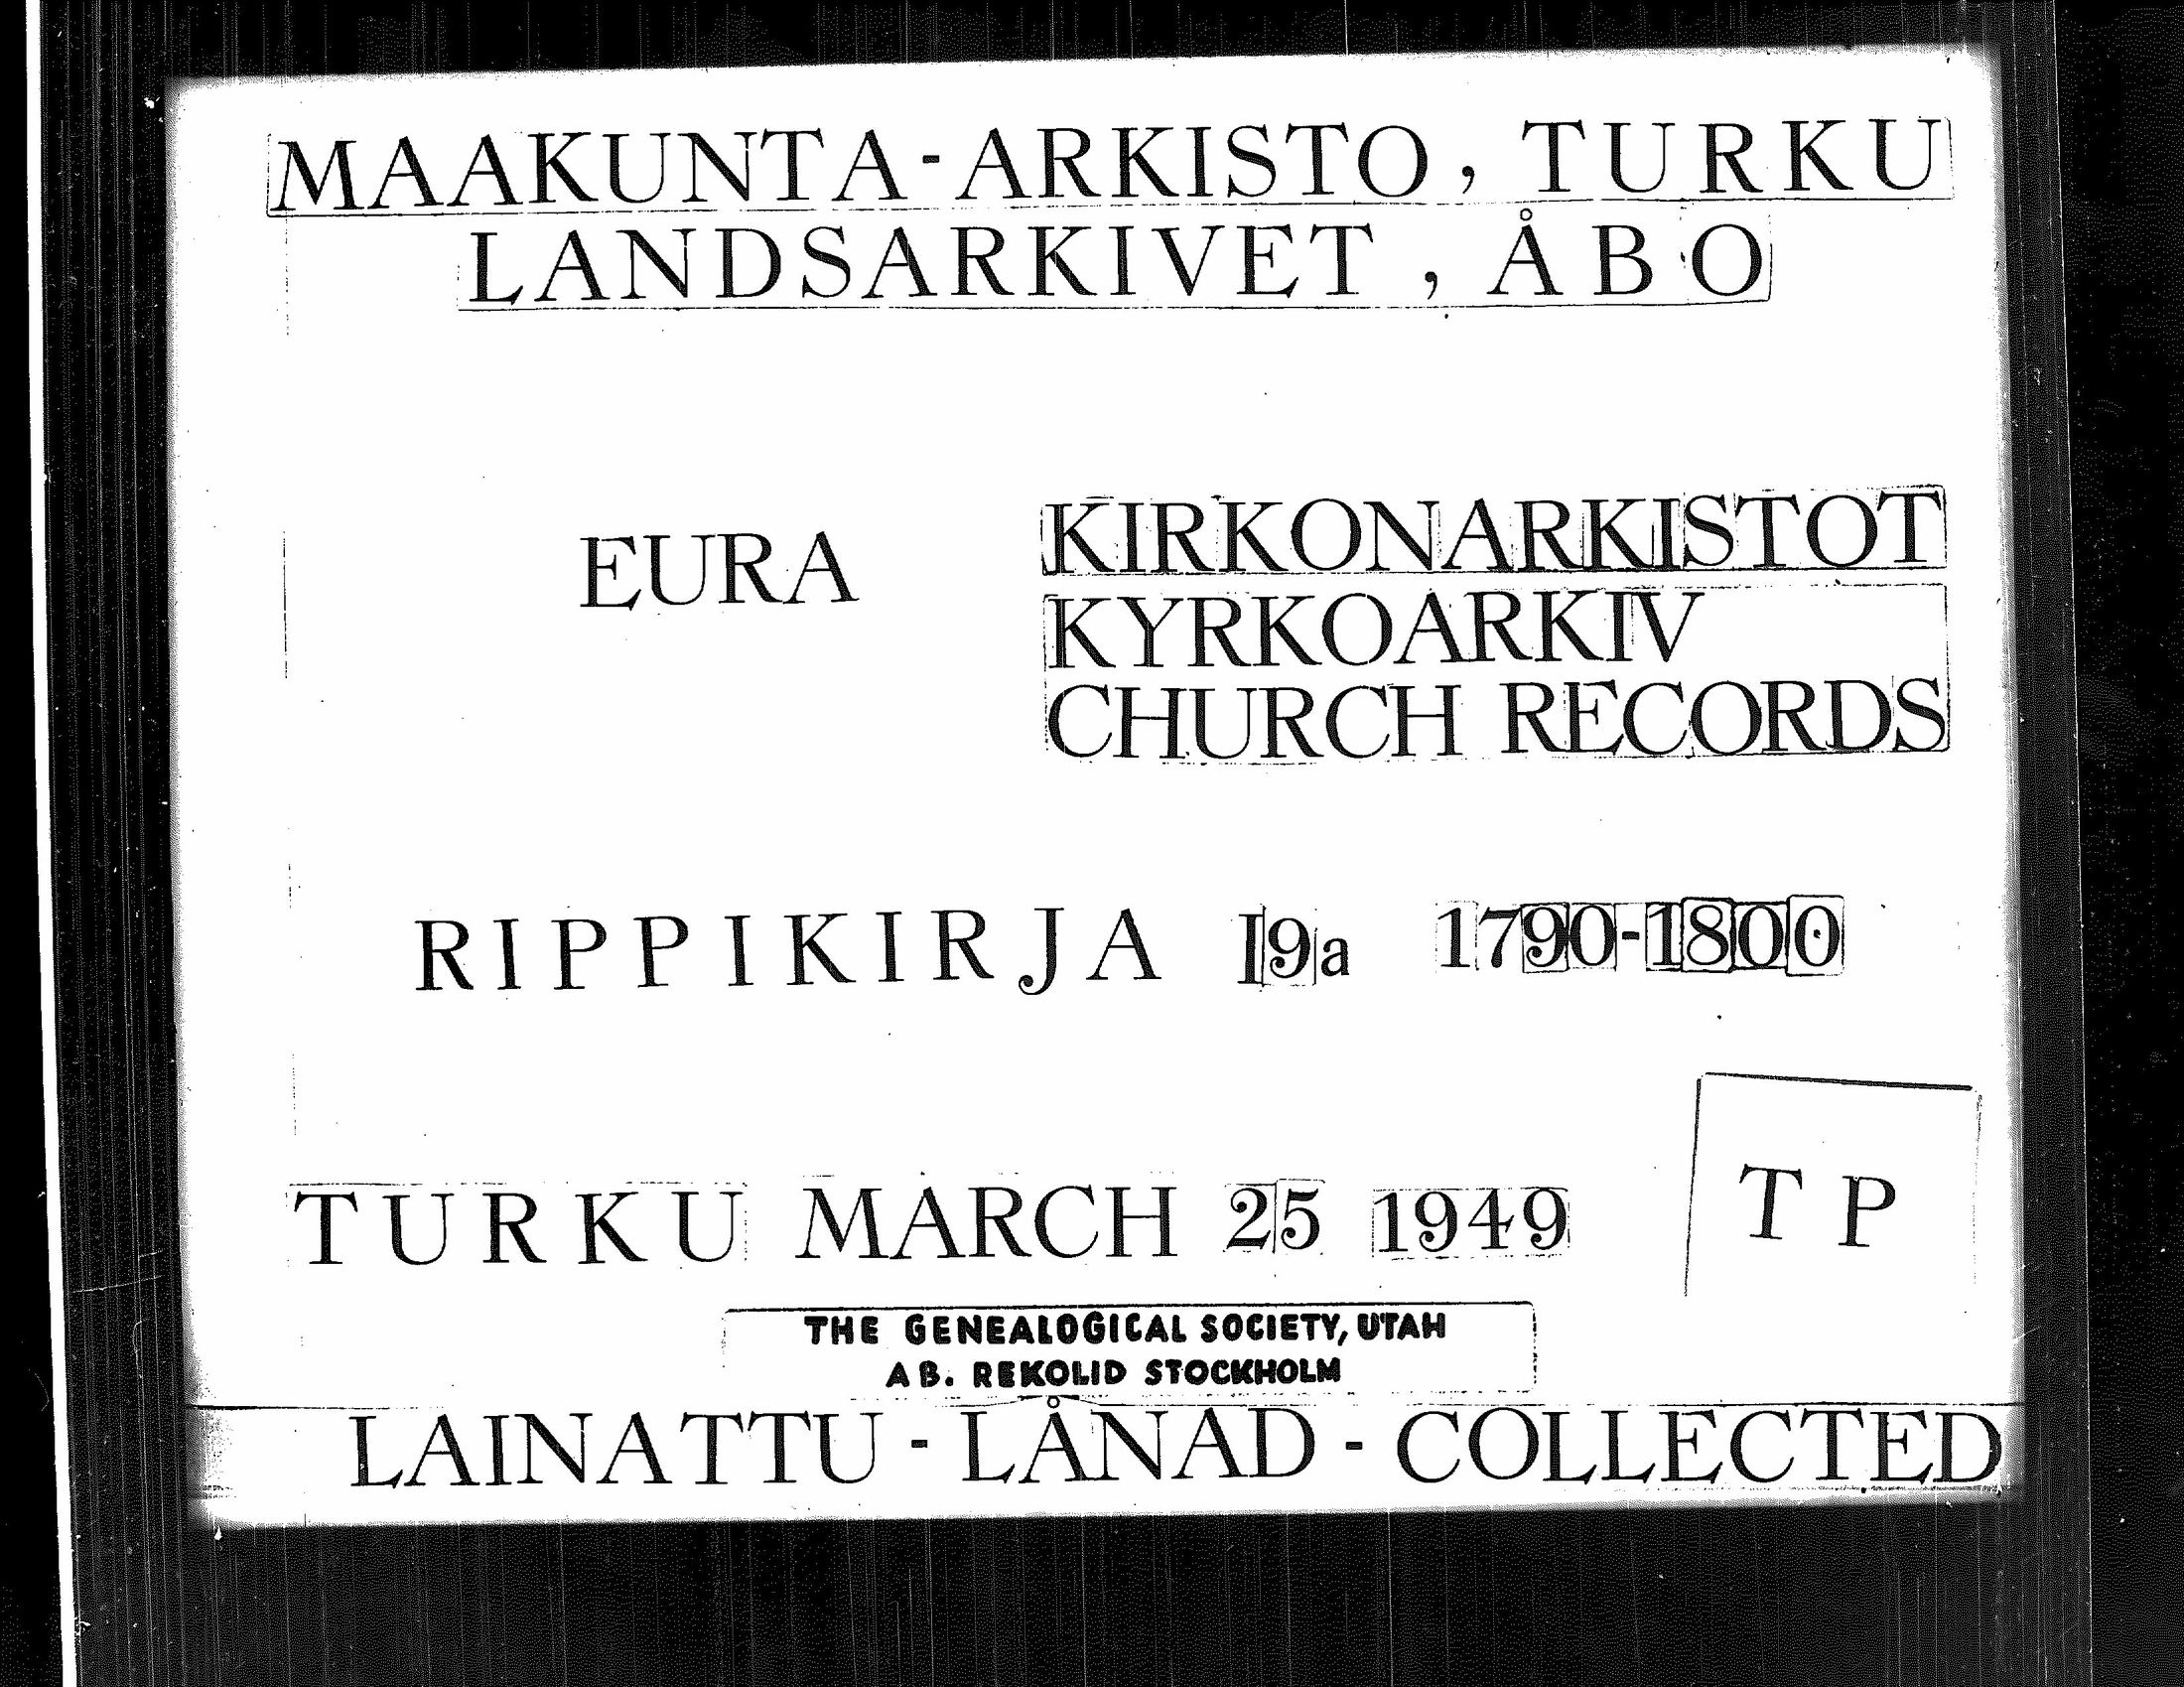 MAAKUNTA-ARKISTO, TURKU
LANDSARKIVET, ÅBO
EURA
KIRKONARKISTOT
KYRKOARKIV
CHURCH RECORDS
RIPPIKIRJA I9a 1790-1800
TURKU MARCH 25 1949
TP
THE GENEALOGICAL SOCIETY, UTAH
AB. REKOLID STOCKHOLM
LAINATTU - LÅNAD - COLLECTED